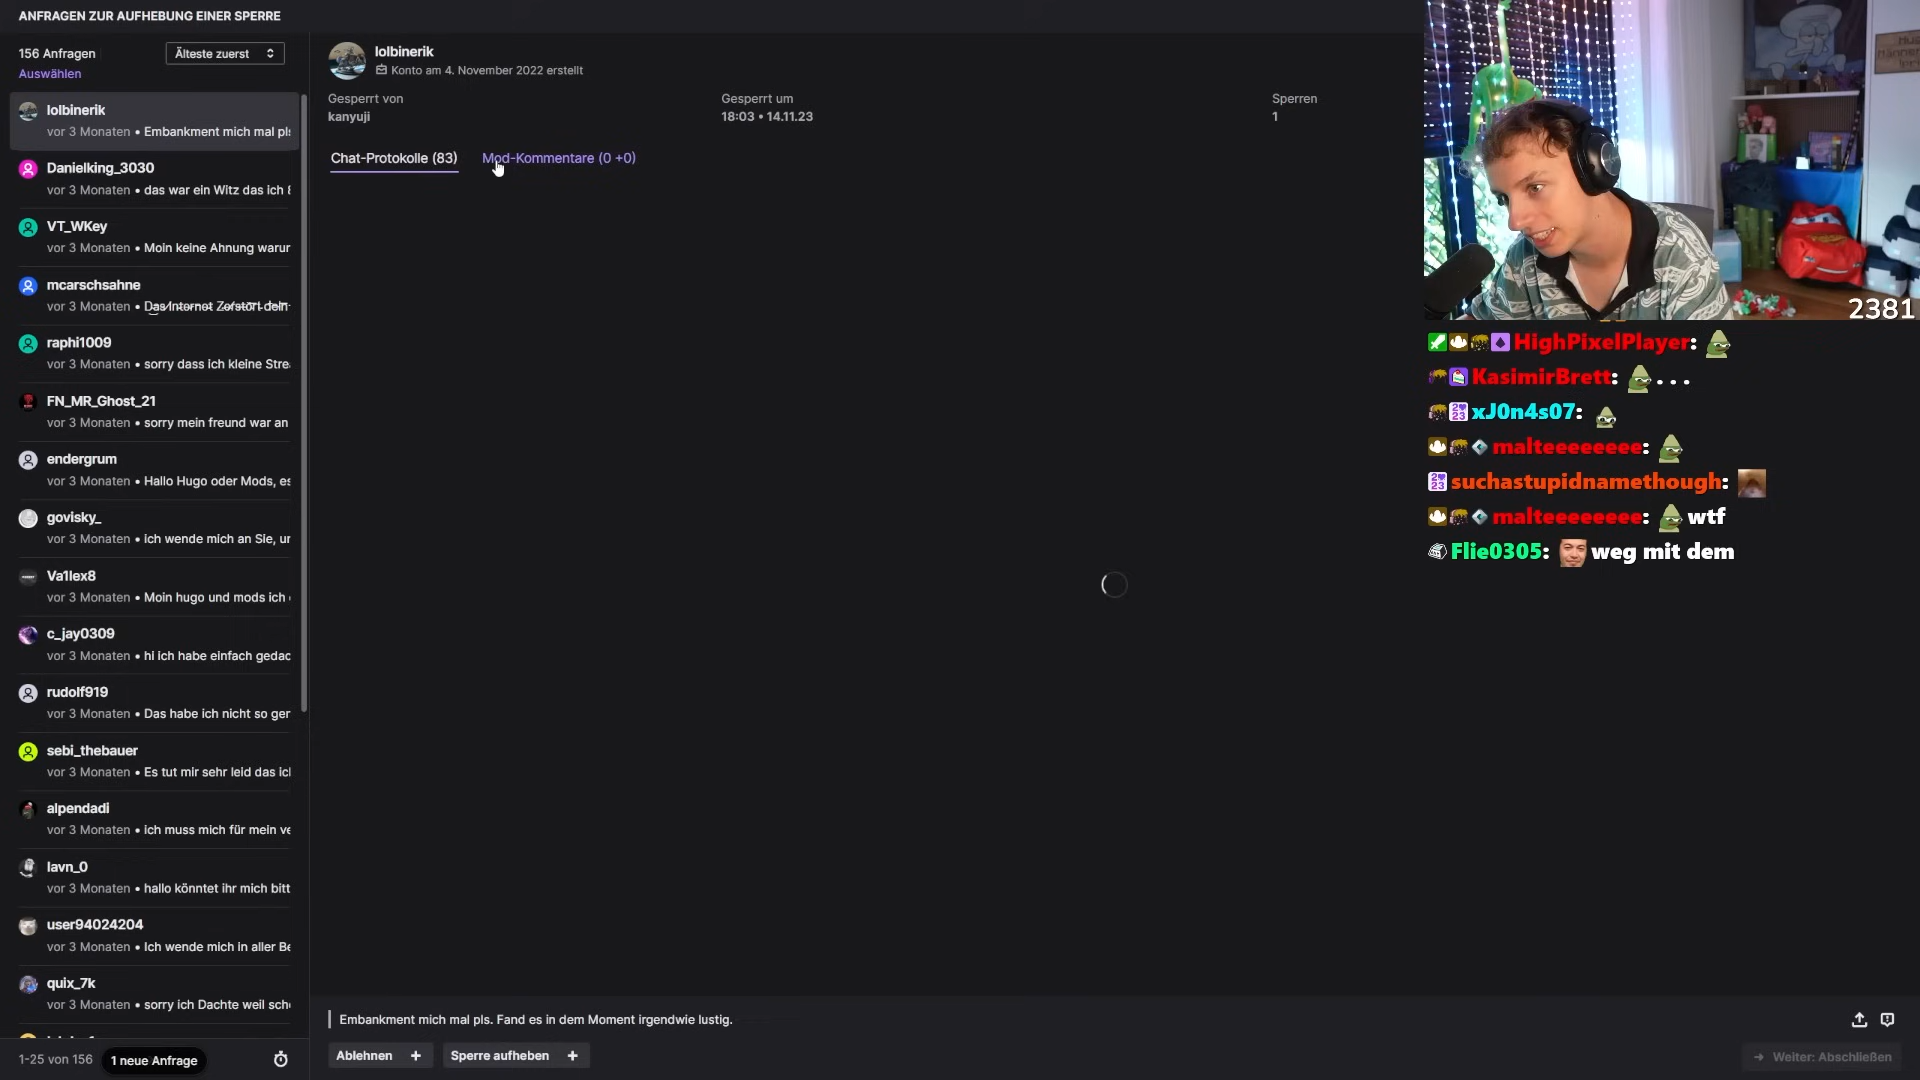 ANFRAGEN ZUR AUFHEBUNG EINER SPERRE
156 Anfragen
Älteste zuerst
Auswählen
lolbinerik
vor 3 Monaten • Embankment mich mal pls
Danielking_3030
vor 3 Monaten • das war ein Witz das ich
VT_WKey
vor 3 Monaten • Moin keine Ahnung warum
mcarschsahne
vor 3 Monaten • Das Internet Zerstört dein
raphi1009
vor 3 Monaten • sorry dass ich kleine Stre
FN_MR_Ghost_21
vor 3 Monaten • sorry mein freund war an
endergrum
vor 3 Monaten • Hallo Hugo oder Mods, es
govisky_
vor 3 Monaten • ich wende mich an Sie, ur
Va1lex8
vor 3 Monaten • Moin hugo und mods ich
c_jay0309
vor 3 Monaten • hi ich habe einfach gedac
rudolf919
vor 3 Monaten • Das habe ich nicht so ger
sebi_thebauer
vor 3 Monaten • Es tut mir sehr leid das ich
alpendadi
vor 3 Monaten • ich muss mich für mein ve
lavn_0
vor 3 Monaten • hallo könntet ihr mich bitt
user94024204
vor 3 Monaten • Ich wende mich in aller Be
quix_7k
vor 3 Monaten • sorry ich Dachte weil sch
1-25 von 156
1 neue Anfrage
lolbinerik
Konto am 4. November 2022 erstellt
Gesperrt von
kanyuji
Gesperrt um
18:03 • 14.11.23
Sperren
1
Chat-Protokolle (83)
Mod-Kommentare (0 +0)
Embankment mich mal pls. Fand es in dem Moment irgendwie lustig.
Ablehnen +
Sperre aufheben +
Weiter: Abschließen
2381
HighPixelPlayer:
KasimirBrett: ...
xJ0n4s07:
malteeeeeeee:
suchastupidnamethough:
malteeeeeeee: wtf
Flie0305: weg mit dem